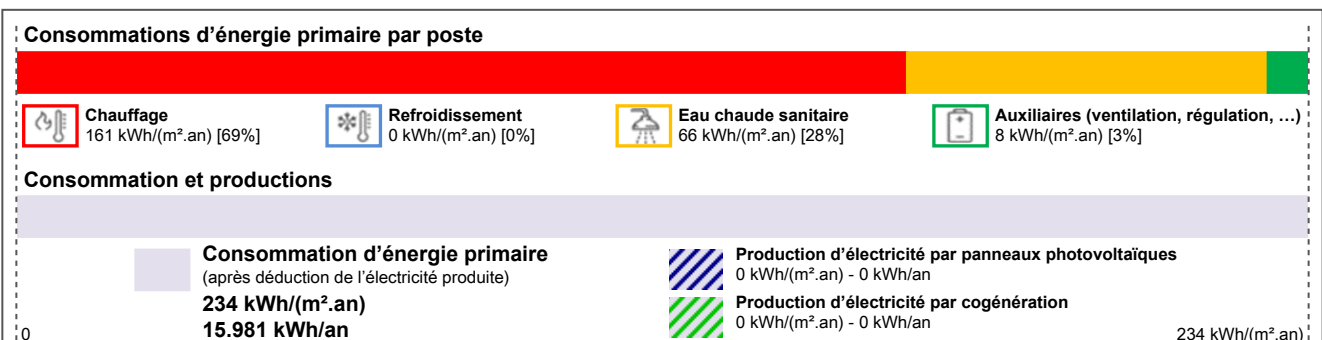 Consommations d’énergie primaire par poste
Chauffage
161 kWh/(m².an) [69%]
Refroidissement
0 kWh/(m².an) [0%]
Eau chaude sanitaire
66 kWh/(m².an) [28%]
Auxiliaires (ventilation, régulation, …)
8 kWh/(m².an) [3%]
Consommation et productions
Consommation d’énergie primaire
(après déduction de l’électricité produite)
234 kWh/(m².an)
15.981 kWh/an
Production d’électricité par panneaux photovoltaïques
0 kWh/(m².an) - 0 kWh/an
Production d’électricité par cogénération
0 kWh/(m².an) - 0 kWh/an
0
234 kWh/(m².an)